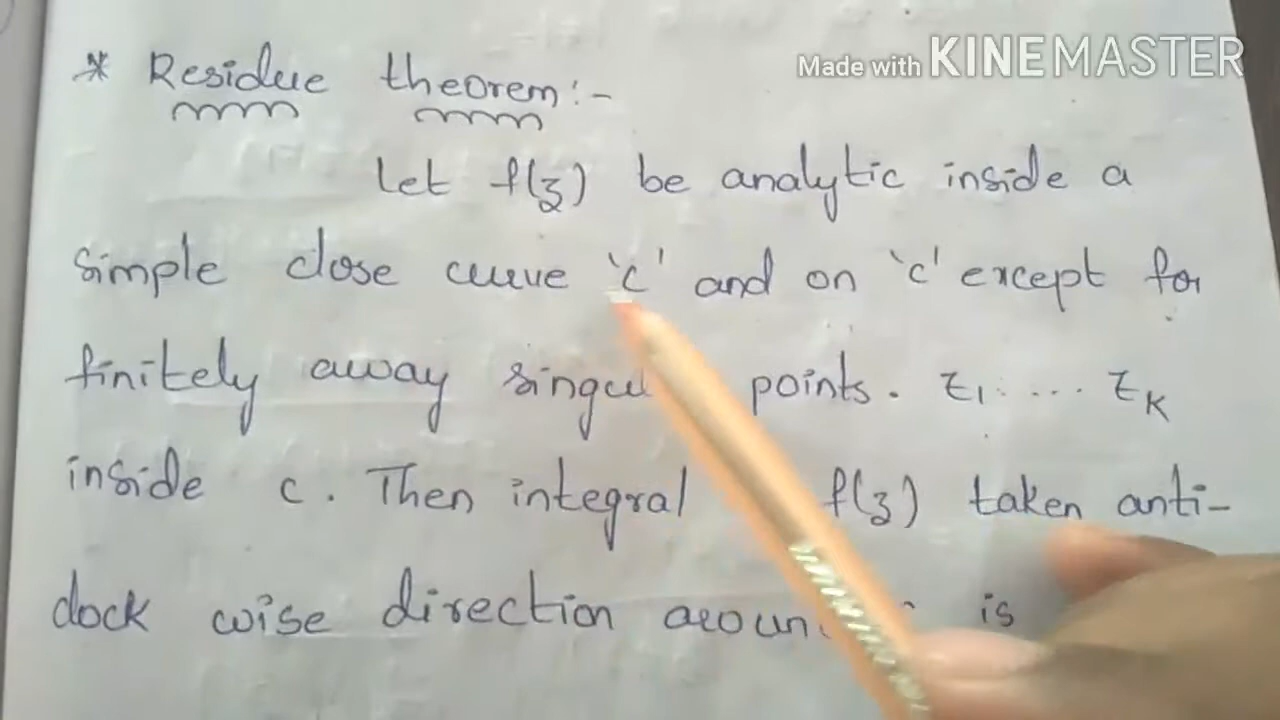 Made with KINEMASTER
* Residue theorem:-
Let f(z) be analytic inside a
simple close curve 'c' and on 'c' except for
finitely away points. z1 .... zK
inside c. Then integral f(z) taken anti-
clock wise direction is